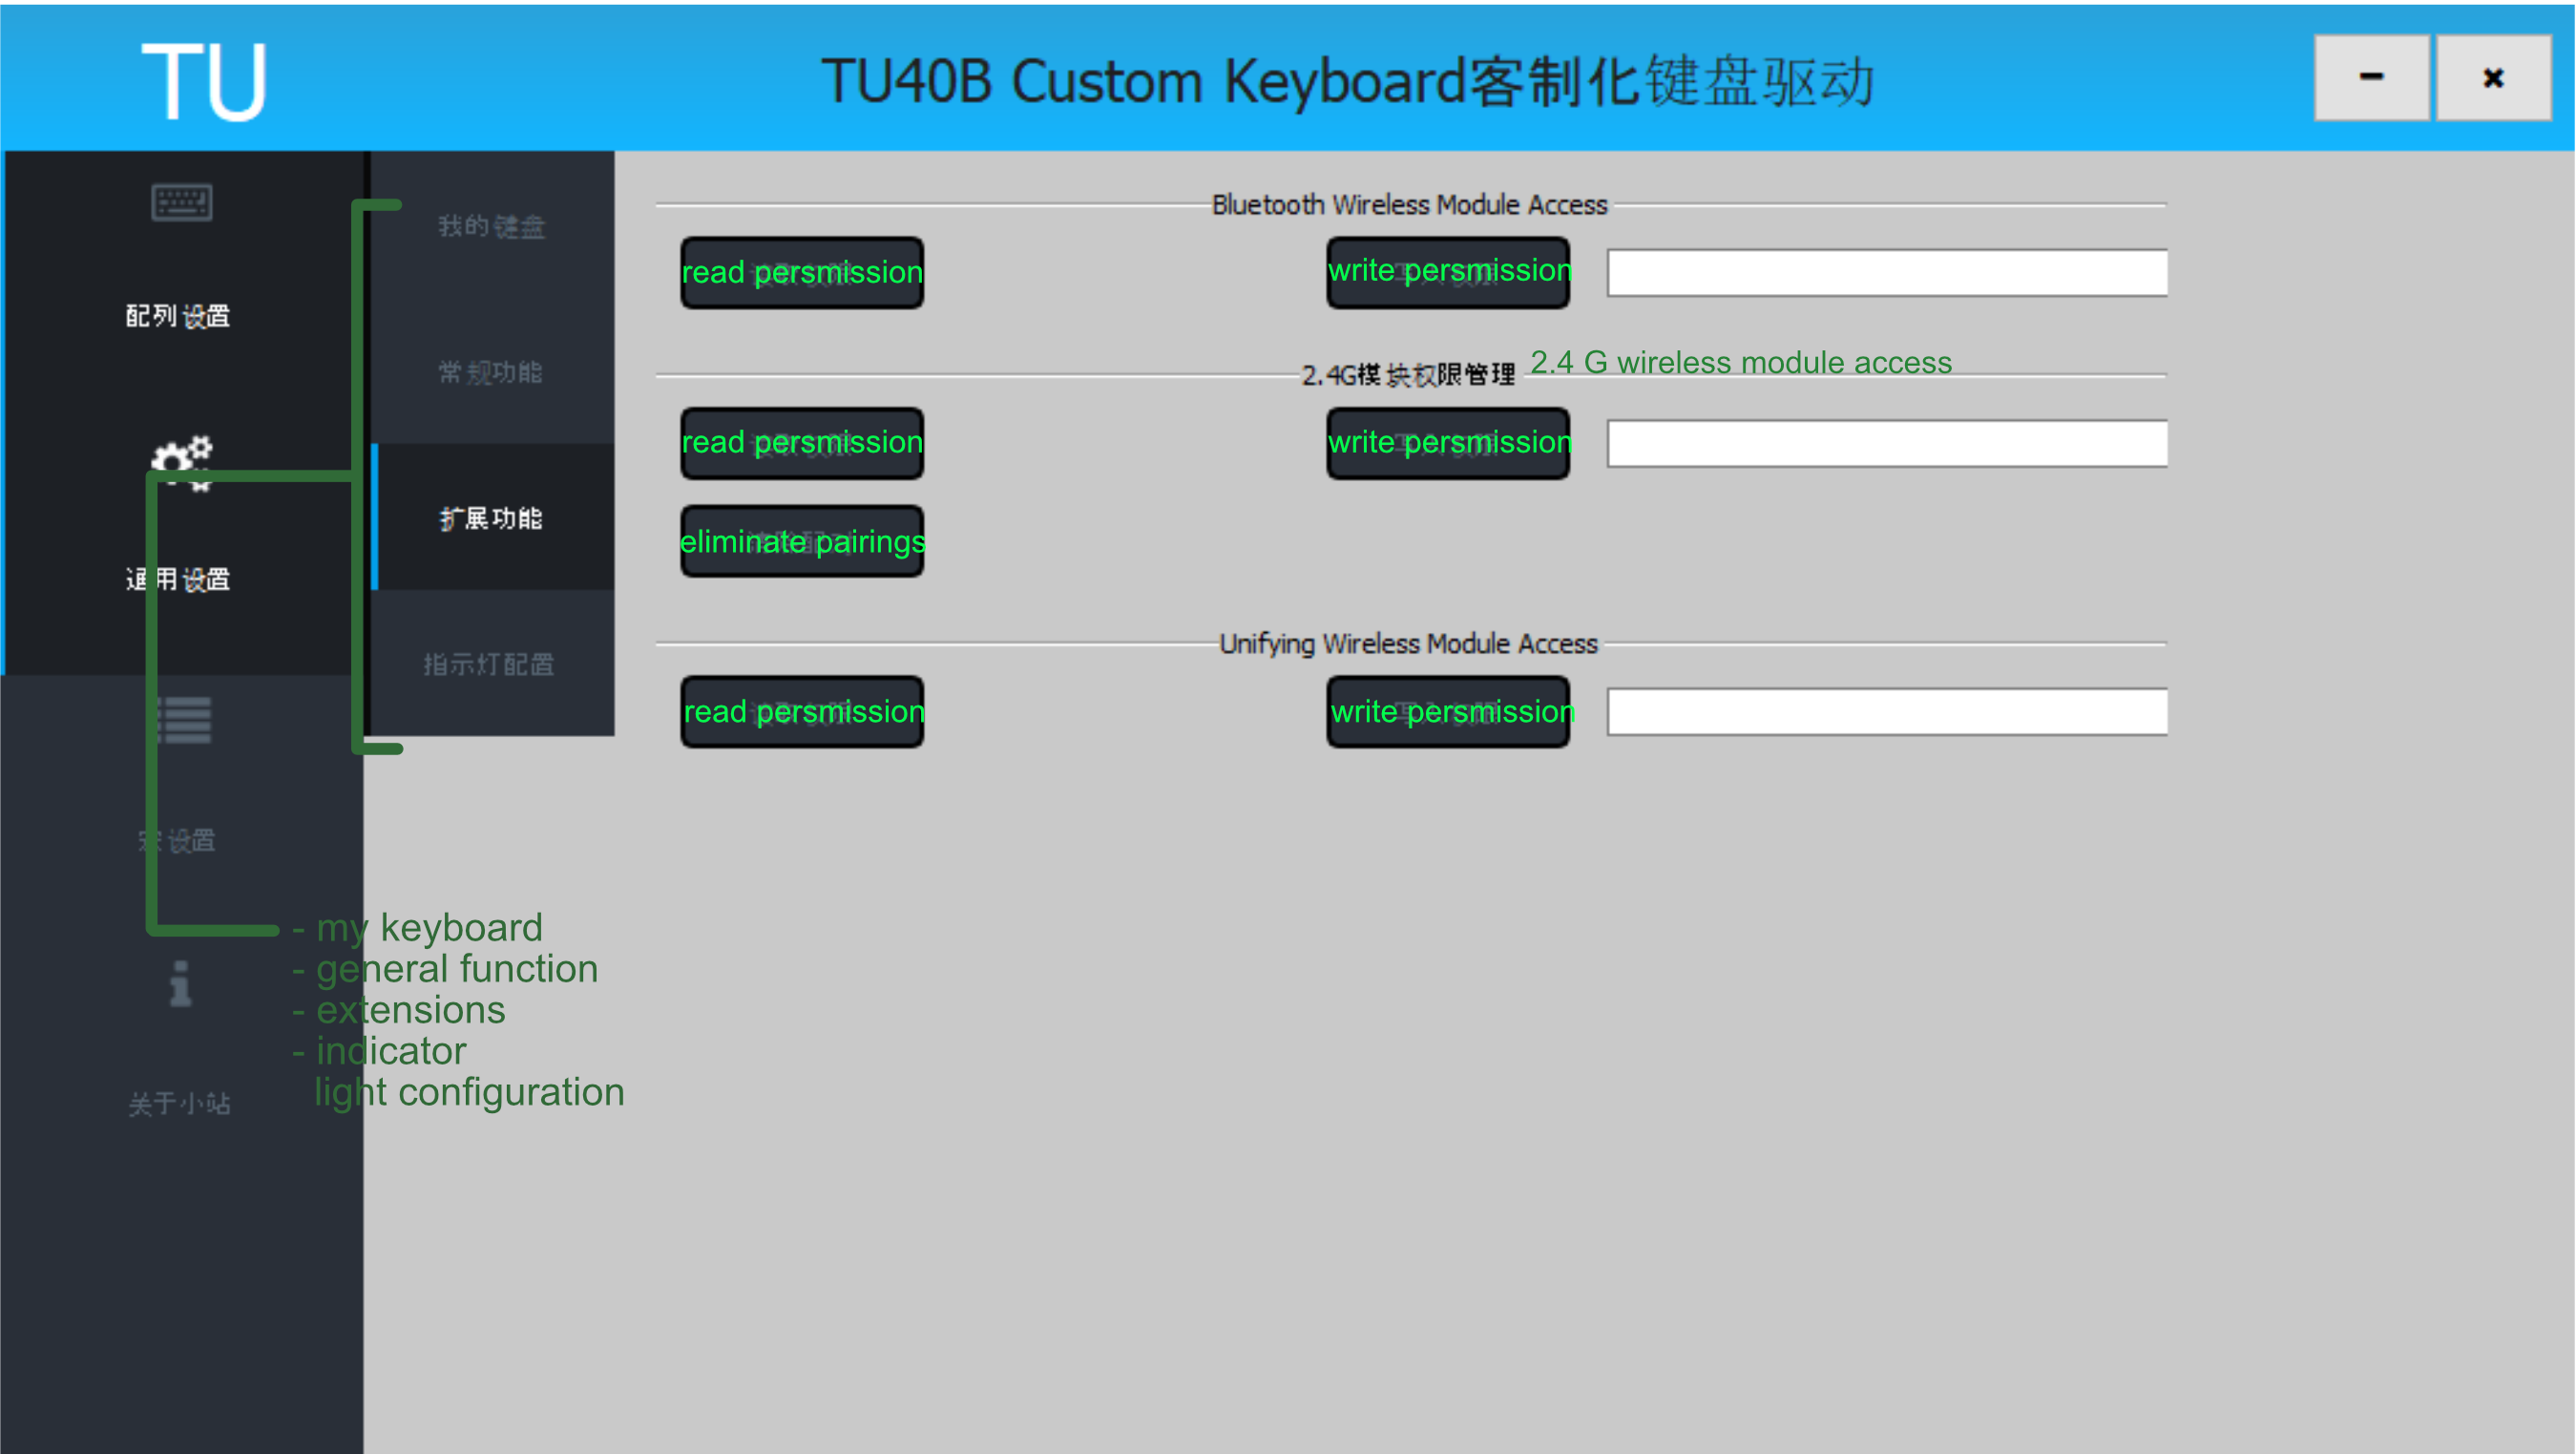 TU
TU40B Custom Keyboard客制化键盘驱动
配列设置
通用设置
宏设置
关于小站
我的键盘
常规功能
扩展功能
指示灯配置
Bluetooth Wireless Module Access
read persmission
write persmission
2.4G模块权限管理 2.4 G wireless module access
read persmission
write persmission
eliminate pairings
Unifying Wireless Module Access
read persmission
write persmission
- my keyboard
- general function
- extensions
- indicator
light configuration